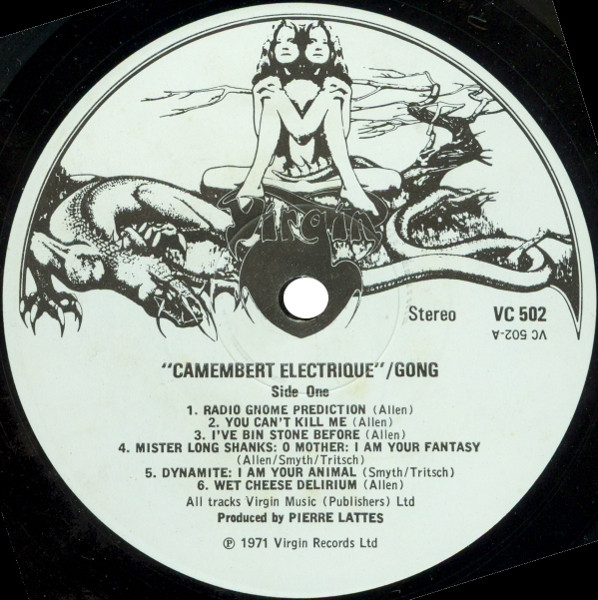 Virgin
Stereo VC 502
VC 502-A
"CAMEMBERT ELECTRIQUE"/GONG
Side One
1. RADIO GNOME PREDICTION (Allen)
2. YOU CAN'T KILL ME (Allen)
3. I'VE BIN STONE BEFORE (Allen)
4. MISTER LONG SHANKS: O MOTHER: I AM YOUR FANTASY
(Allen/Smyth/Tritsch)
5. DYNAMITE: I AM YOUR ANIMAL (Smyth/Tritsch)
6. WET CHEESE DELIRIUM (Allen)
All tracks Virgin Music (Publishers) Ltd
Produced by PIERRE LATTES
℗ 1971 Virgin Records Ltd